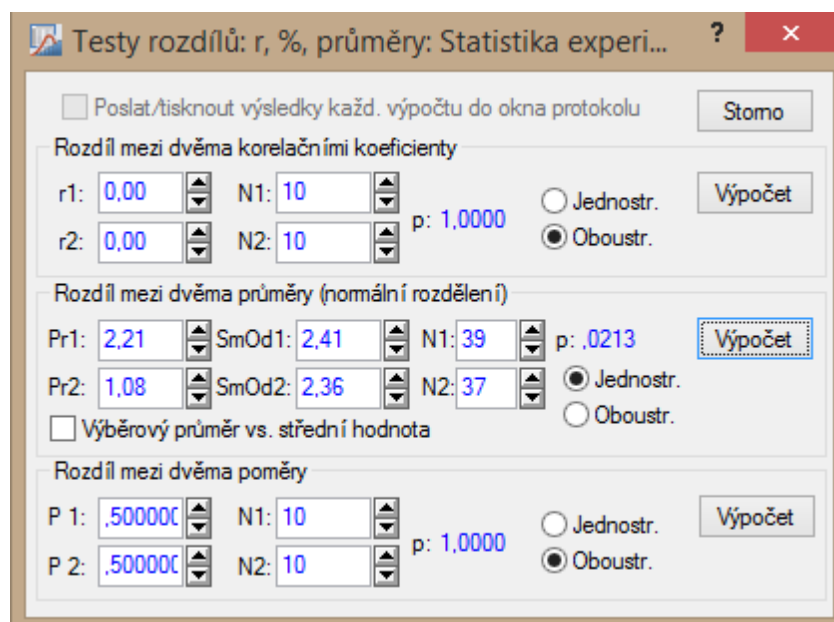 Testy rozdílů: r, %, průměry: Statistika experi... ? ×
Poslat/tisknout výsledky každ. výpočtu do okna protokolu Storno
Rozdíl mezi dvěma korelačními koeficienty
r1: 0,00 N1: 10 p: 1,0000 Jednostr. Výpočet
r2: 0,00 N2: 10 Oboustr.
Rozdíl mezi dvěma průměry (normální rozdělení)
Pr1: 2,21 SmOd1: 2,41 N1: 39 p: ,0213 Výpočet
Pr2: 1,08 SmOd2: 2,36 N2: 37 Jednostr.
Výběrový průměr vs. střední hodnota Oboustr.
Rozdíl mezi dvěma poměry
P 1: ,500000 N1: 10 p: 1,0000 Jednostr. Výpočet
P 2: ,500000 N2: 10 Oboustr.